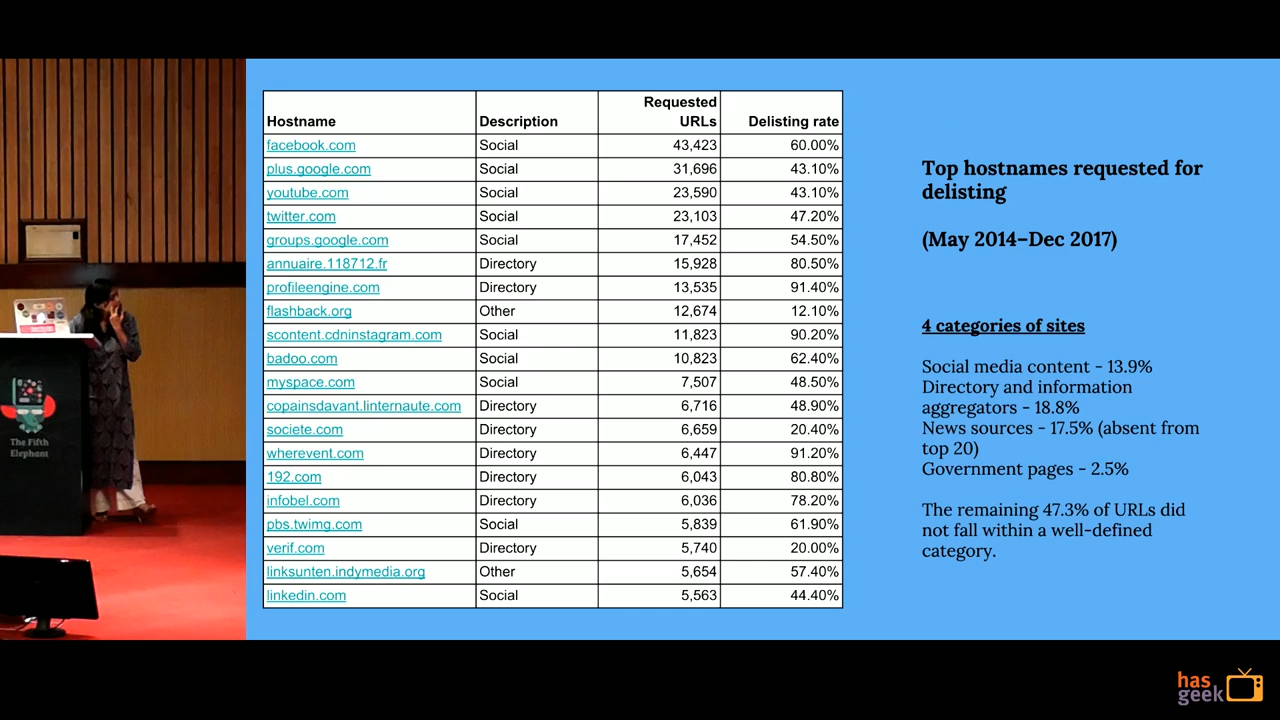 Hostname Description Requested URLs Delisting rate
facebook.com Social 43,423 60.00%
plus.google.com Social 31,696 43.10%
youtube.com Social 23,590 43.10%
twitter.com Social 23,103 47.20%
groups.google.com Social 17,452 54.50%
annuaire.118712.fr Directory 15,928 80.50%
profileengine.com Directory 13,535 91.40%
flashback.org Other 12,674 12.10%
scontent.cdninstagram.com Social 11,823 90.20%
badoo.com Social 10,823 62.40%
myspace.com Social 7,507 48.50%
copainsdavant.linternaute.com Directory 6,716 48.90%
societe.com Directory 6,659 20.40%
wherevent.com Directory 6,447 91.20%
192.com Directory 6,043 80.80%
infobel.com Directory 6,036 78.20%
pbs.twimg.com Social 5,839 61.90%
verif.com Directory 5,740 20.00%
linksunten.indymedia.org Other 5,654 57.40%
linkedin.com Social 5,563 44.40%
Top hostnames requested for
delisting
(May 2014–Dec 2017)
4 categories of sites
Social media content - 13.9%
Directory and information
aggregators - 18.8%
News sources - 17.5% (absent from
top 20)
Government pages - 2.5%
The remaining 47.3% of URLs did
not fall within a well-defined
category.
The Fifth
Elephant
has
geek